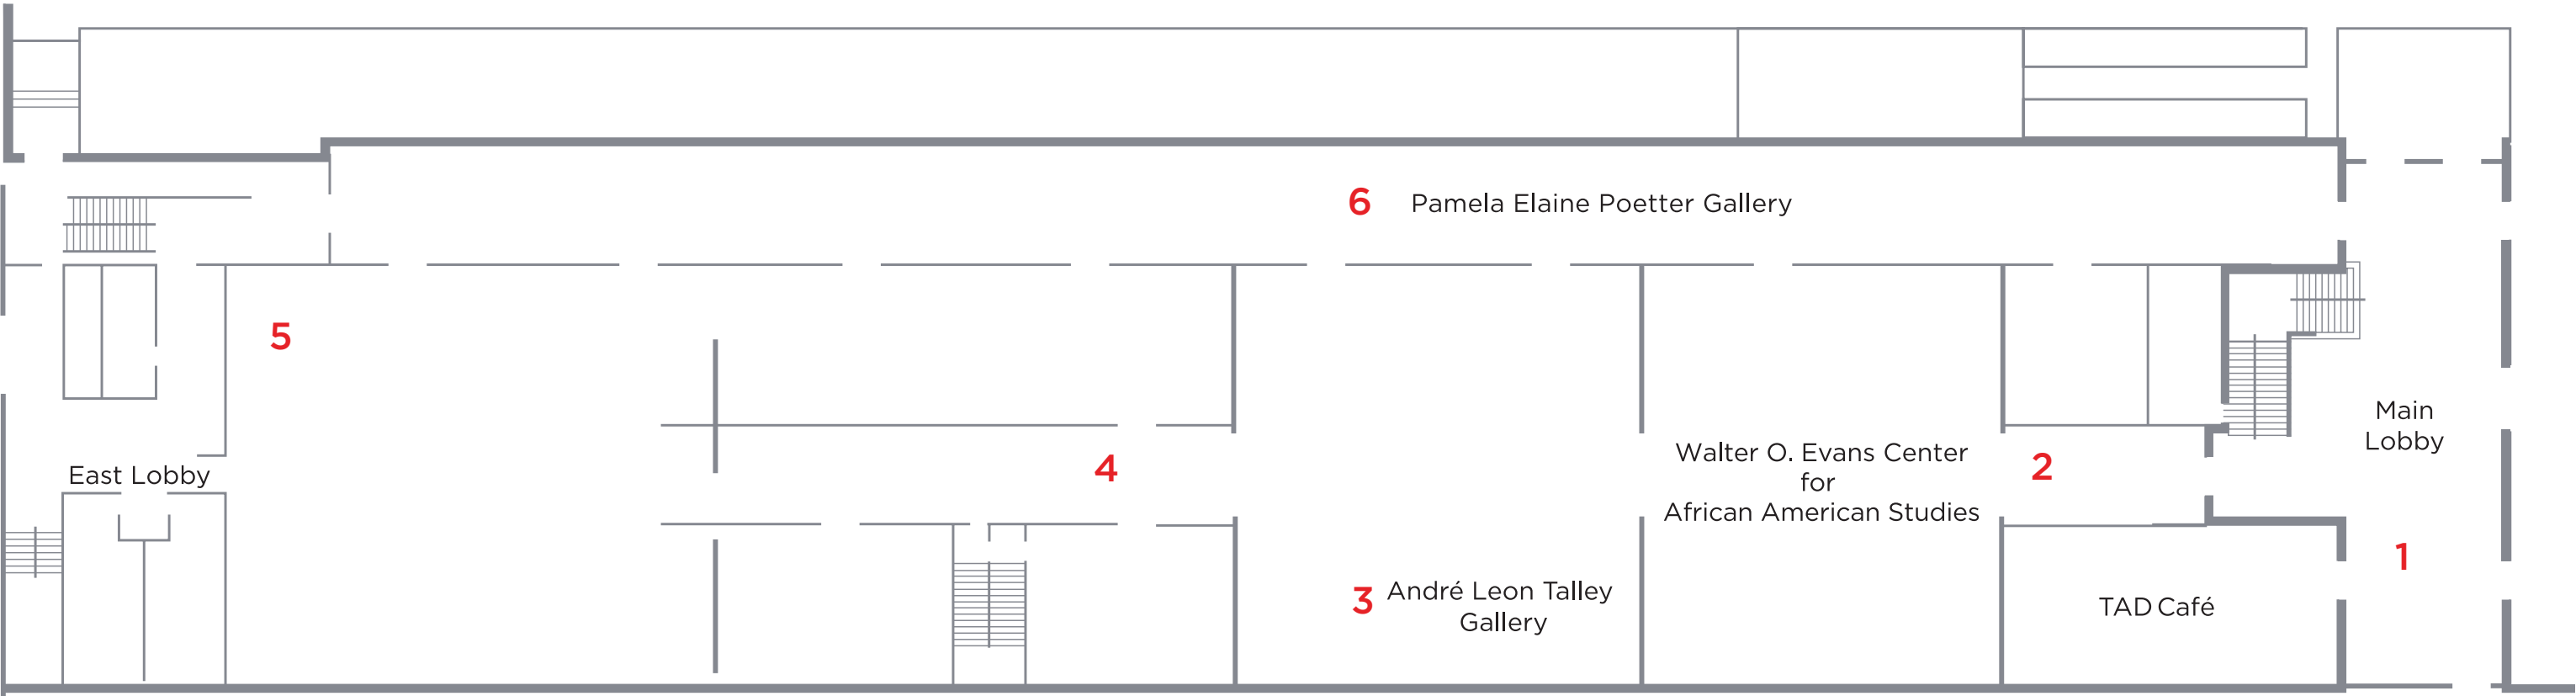 6 Pamela Elaine Poetter Gallery
5
Main
Lobby
Walter O. Evans Center
for
African American Studies
2
4
East Lobby
1
3 André Leon Talley
Gallery
TAD Café